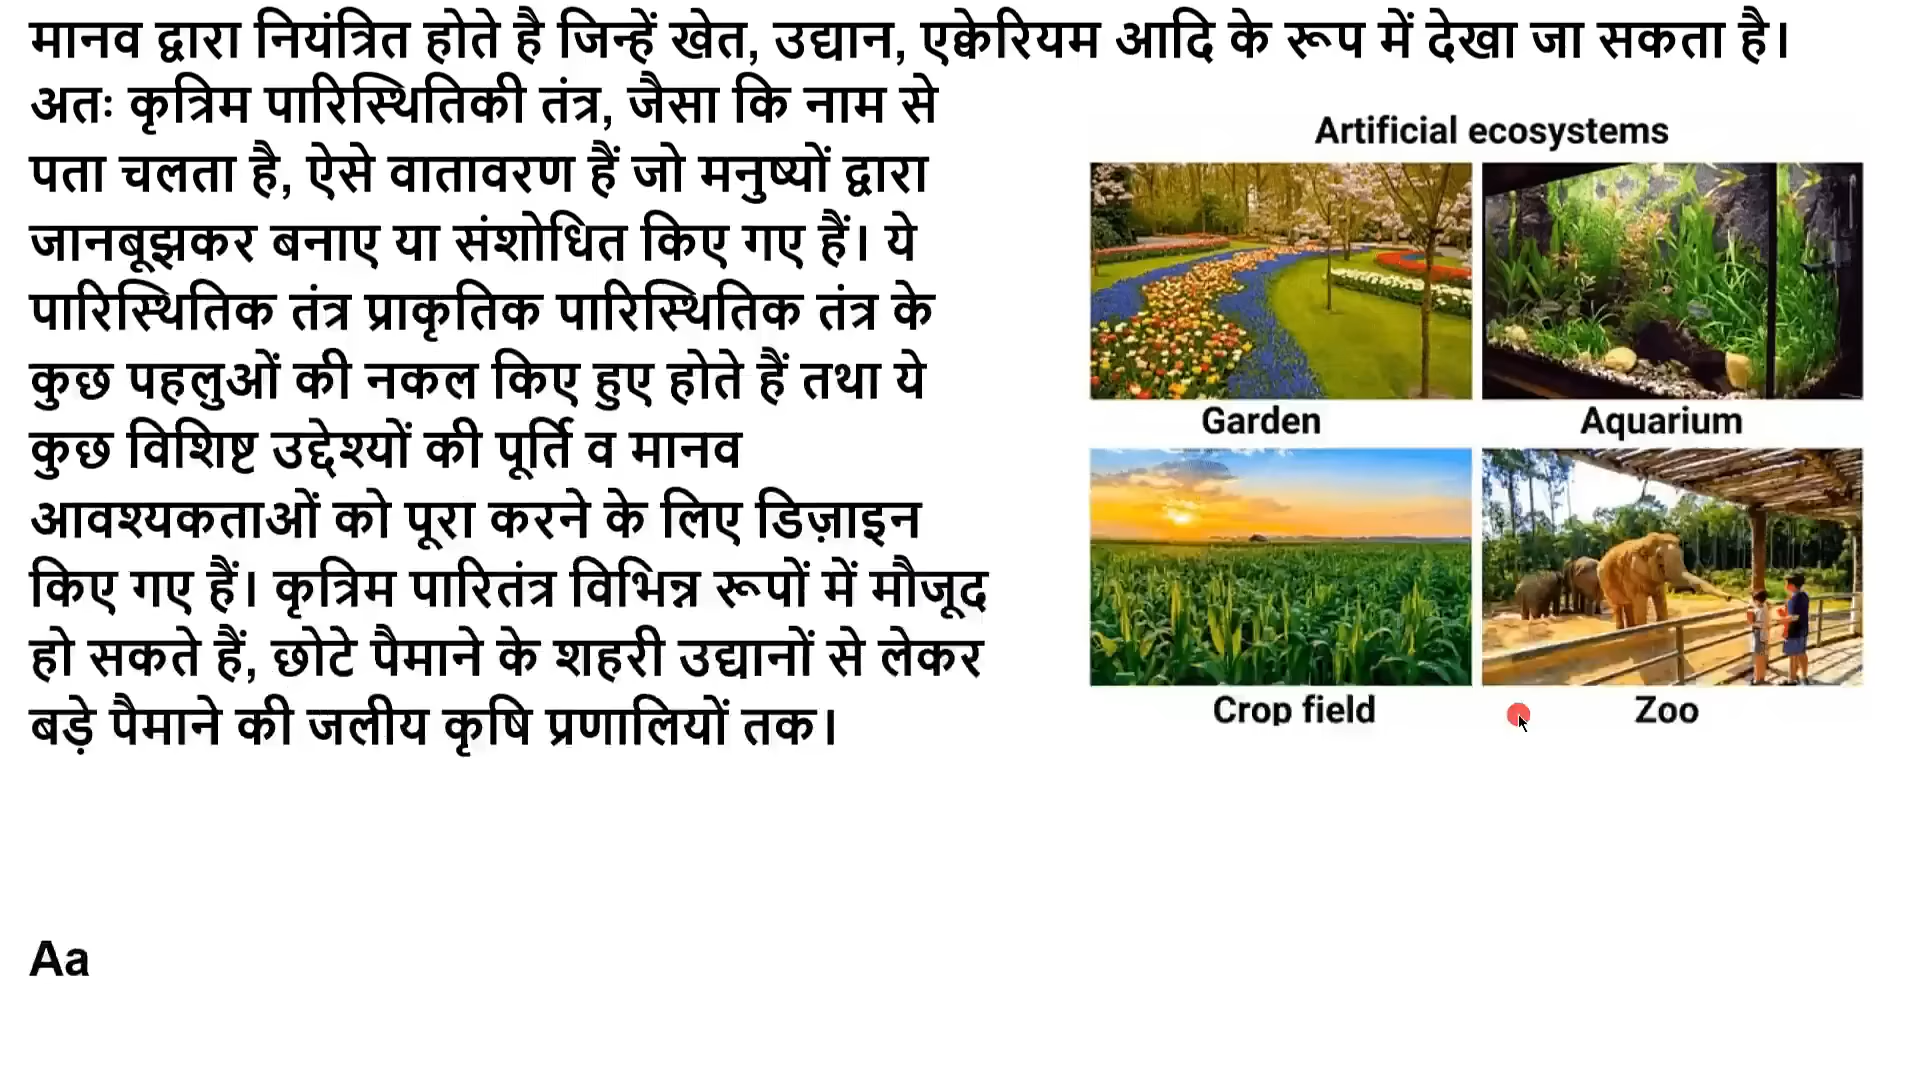 मानव द्वारा नियंत्रित होते है जिन्हें खेत, उद्यान, एक्वेरियम आदि के रूप में देखा जा सकता है।
अतः कृत्रिम पारिस्थितिकी तंत्र, जैसा कि नाम से
पता चलता है, ऐसे वातावरण हैं जो मनुष्यों द्वारा
जानबूझकर बनाए या संशोधित किए गए हैं। ये
पारिस्थितिक तंत्र प्राकृतिक पारिस्थितिक तंत्र के
कुछ पहलुओं की नकल किए हुए होते हैं तथा ये
कुछ विशिष्ट उद्देश्यों की पूर्ति व मानव
आवश्यकताओं को पूरा करने के लिए डिज़ाइन
किए गए हैं। कृत्रिम पारितंत्र विभिन्न रूपों में मौजूद
हो सकते हैं, छोटे पैमाने के शहरी उद्यानों से लेकर
बड़े पैमाने की जलीय कृषि प्रणालियों तक।
Artificial ecosystems
Garden
Aquarium
Crop field
Zoo
Aa